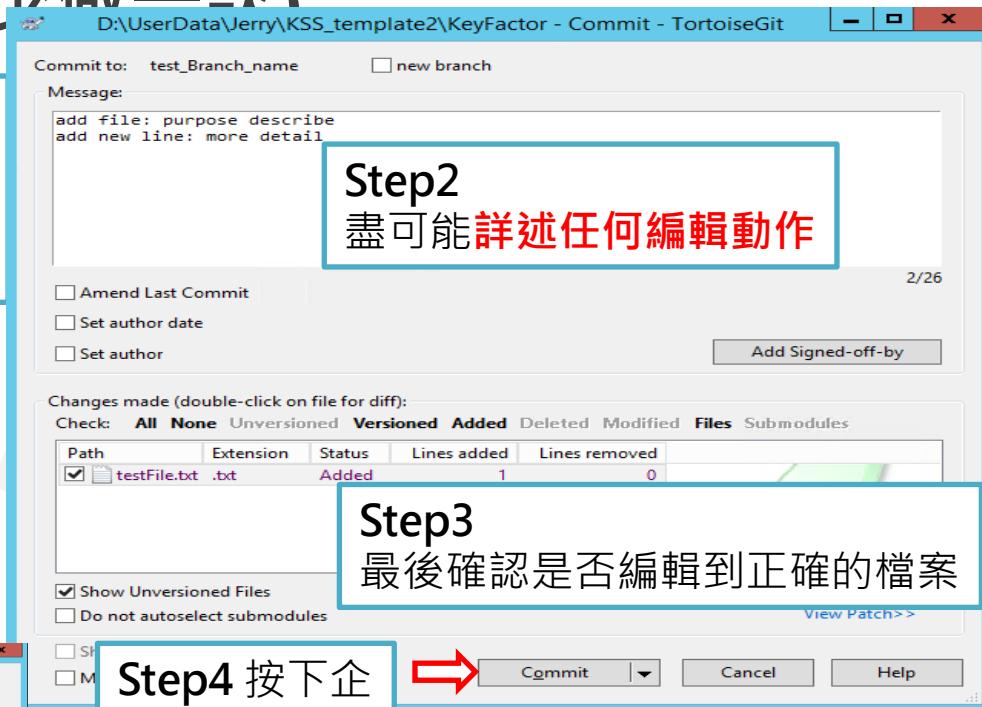 D:\UserData\Jerry\KSS_template2\KeyFactor - Commit - TortoiseGit
Commit to: test_Branch_name new branch
Message:
add file: purpose describe
add new line: more detail
Step2
盡可能詳述任何編輯動作
2/26
Amend Last Commit
Set author date
Set author
Add Signed-off-by
Changes made (double-click on file for diff):
Check: All None Unversioned Versioned Added Deleted Modified Files Submodules
Path Extension Status Lines added Lines removed
testFile.txt .txt Added 1 0
Step3
最後確認是否編輯到正確的檔案
Show Unversioned Files
Do not autoselect submodules
View Patch>>
Step4 按下企
Commit Cancel Help